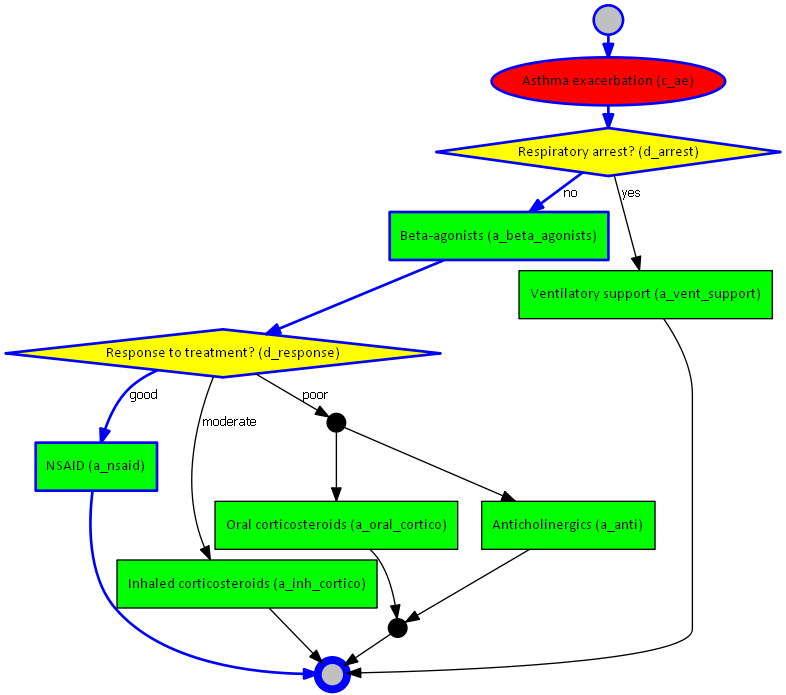 Asthma exacerbation (c_ae)
Respiratory arrest? (d_arrest)
no
yes
Beta-agonists (a_beta_agonists)
Ventilatory support (a_vent_support)
Response to treatment? (d_response)
good
poor
moderate
NSAID (a_nsaid)
Oral corticosteroids (a_oral_cortico)
Anticholinergics (a_anti)
Inhaled corticosteroids (a_inh_cortico)